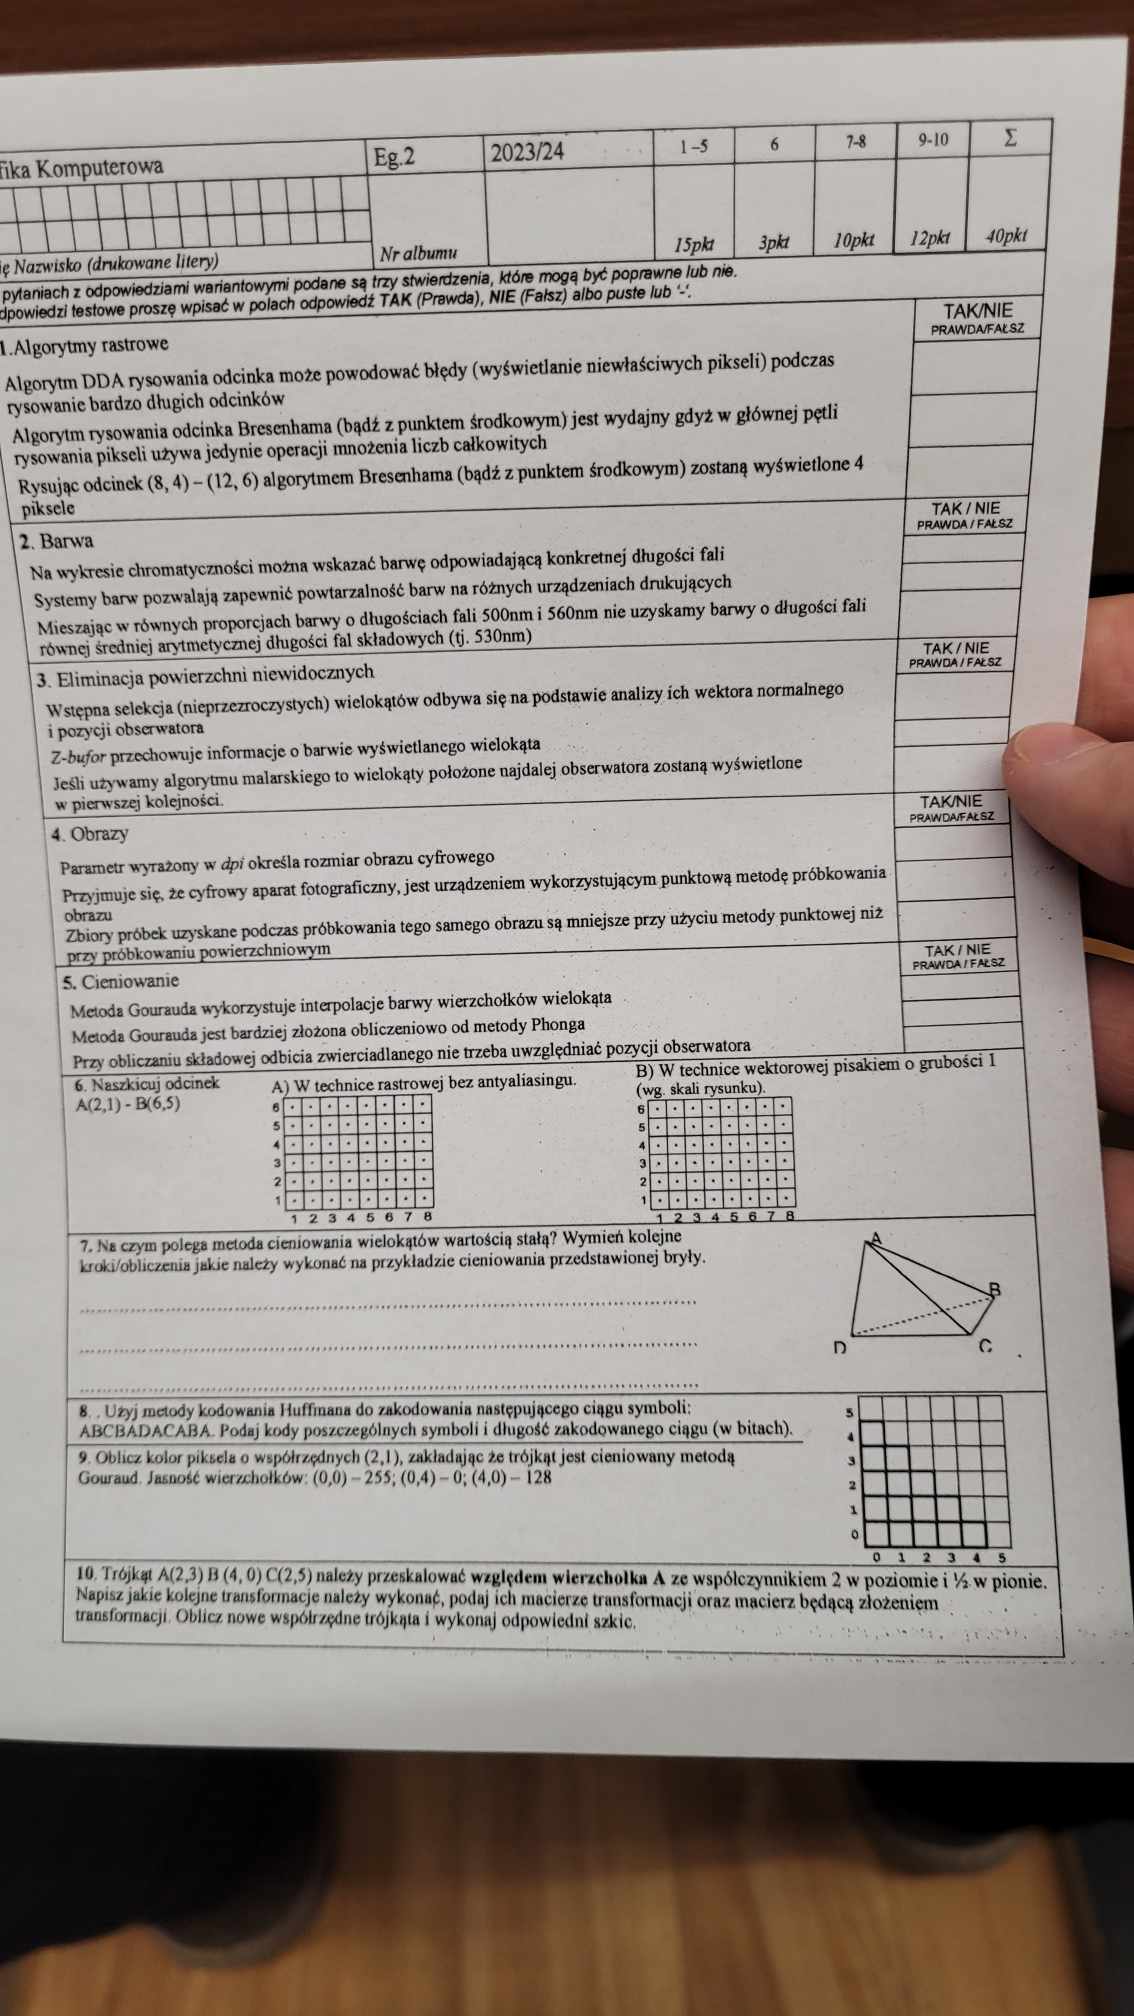 fika Komputerowa
Eg.2
2023/24
1–5
6
7-8
9-10
Σ
15pkt
3pkt
10pkt
12pkt
40pkt
ię Nazwisko (drukowane litery)
Nr albumu
pytaniach z odpowiedziami wariantowymi podane są trzy stwierdzenia, które mogą być poprawne lub nie.
dpowiedzi testowe proszę wpisać w polach odpowiedź TAK (Prawda), NIE (Fałsz) albo puste lub '-'.
1.Algorytmy rastrowe
TAK/NIE
PRAWDA/FAŁSZ
Algorytm DDA rysowania odcinka może powodować błędy (wyświetlanie niewłaściwych pikseli) podczas
rysowanie bardzo długich odcinków
Algorytm rysowania odcinka Bresenhama (bądź z punktem środkowym) jest wydajny gdyż w głównej pętli
rysowania pikseli używa jedynie operacji mnożenia liczb całkowitych
Rysując odcinek (8, 4) – (12, 6) algorytmem Bresenhama (bądź z punktem środkowym) zostaną wyświetlone 4
piksele
2. Barwa
TAK / NIE
PRAWDA / FAŁSZ
Na wykresie chromatyczności można wskazać barwę odpowiadającą konkretnej długości fali
Systemy barw pozwalają zapewnić powtarzalność barw na różnych urządzeniach drukujących
Mieszając w równych proporcjach barwy o długościach fali 500nm i 560nm nie uzyskamy barwy o długości fali
równej średniej arytmetycznej długości fal składowych (tj. 530nm)
3. Eliminacja powierzchni niewidocznych
TAK / NIE
PRAWDA / FAŁSZ
Wstępna selekcja (nieprzezroczystych) wielokątów odbywa się na podstawie analizy ich wektora normalnego
i pozycji obserwatora
Z-bufor przechowuje informacje o barwie wyświetlanego wielokąta
Jeśli używamy algorytmu malarskiego to wielokąty położone najdalej obserwatora zostaną wyświetlone
w pierwszej kolejności.
4. Obrazy
TAK/NIE
PRAWDA/FAŁSZ
Parametr wyrażony w dpi określa rozmiar obrazu cyfrowego
Przyjmuje się, że cyfrowy aparat fotograficzny, jest urządzeniem wykorzystującym punktową metodę próbkowania
obrazu
Zbiory próbek uzyskane podczas próbkowania tego samego obrazu są mniejsze przy użyciu metody punktowej niż
przy próbkowaniu powierzchniowym
5. Cieniowanie
TAK / NIE
PRAWDA / FAŁSZ
Metoda Gourauda wykorzystuje interpolacje barwy wierzchołków wielokąta
Metoda Gourauda jest bardziej złożona obliczeniowo od metody Phonga
Przy obliczaniu składowej odbicia zwierciadlanego nie trzeba uwzględniać pozycji obserwatora
6. Naszkicuj odcinek
A(2,1) - B(6,5)
A) W technice rastrowej bez antyaliasingu.
6
5
4
3
2
1
1 2 3 4 5 6 7 8
B) W technice wektorowej pisakiem o grubości 1
(wg. skali rysunku).
6
5
4
3
2
1
1 2 3 4 5 6 7 8
7. Na czym polega metoda cieniowania wielokątów wartością stałą? Wymień kolejne
kroki/obliczenia jakie należy wykonać na przykładzie cieniowania przedstawionej bryły.
A
B
D
C
8. . Użyj metody kodowania Huffmana do zakodowania następującego ciągu symboli:
ABCBADACABA. Podaj kody poszczególnych symboli i długość zakodowanego ciągu (w bitach).
9. Oblicz kolor piksela o współrzędnych (2,1), zakładając że trójkąt jest cieniowany metodą
Gouraud. Jasność wierzchołków: (0,0) – 255; (0,4) – 0; (4,0) – 128
5
4
3
2
1
0
0 1 2 3 4 5
10. Trójkąt A(2,3) B (4, 0) C(2,5) należy przeskalować względem wierzchołka A ze współczynnikiem 2 w poziomie i ½ w pionie.
Napisz jakie kolejne transformacje należy wykonać, podaj ich macierze transformacji oraz macierz będącą złożeniem
transformacji. Oblicz nowe współrzędne trójkąta i wykonaj odpowiedni szkic.